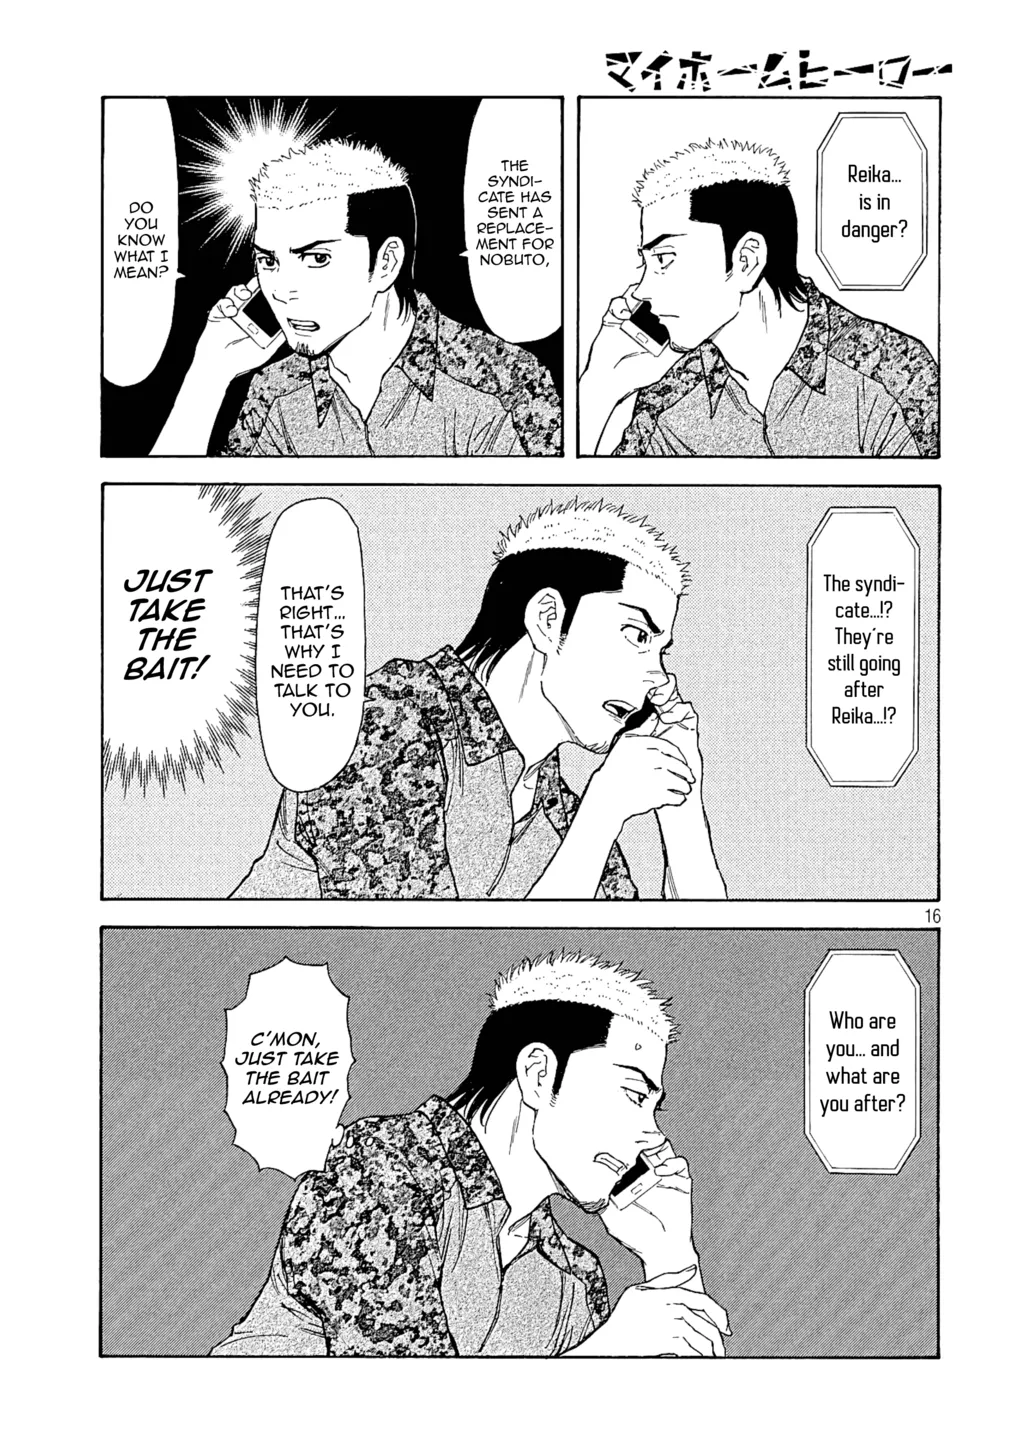 マイホームヒーロー
Reika...
is in
danger?
THE
SYNDI-
CATE HAS
SENT A
REPLACE-
MENT FOR
NOBUTO,
DO
YOU
KNOW
WHAT I
MEAN?
The syndi-
cate...!?
They're
still going
after
Reika...!?
THAT'S
RIGHT...
THAT'S
WHY I
NEED TO
TALK TO
YOU.
JUST
TAKE
THE
BAIT!
16
Who are
you... and
what are
you after?
C'MON,
JUST TAKE
THE BAIT
ALREADY!